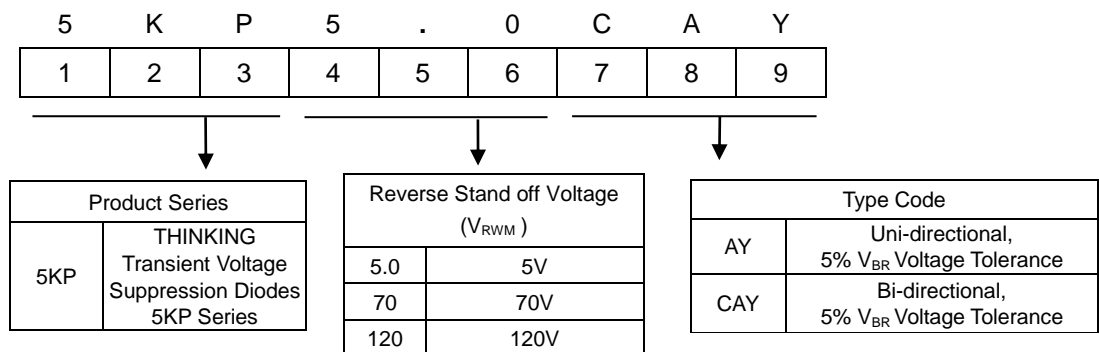 5 K P 5 . 0 C A Y
1 2 3 4 5 6 7 8 9
Product Series
5KP
THINKING
Transient Voltage
Suppression Diodes
5KP Series
Reverse Stand off Voltage
(VRWM )
5.0 5V
70 70V
120 120V
Type Code
AY
Uni-directional,
5% VBR Voltage Tolerance
CAY
Bi-directional,
5% VBR Voltage Tolerance